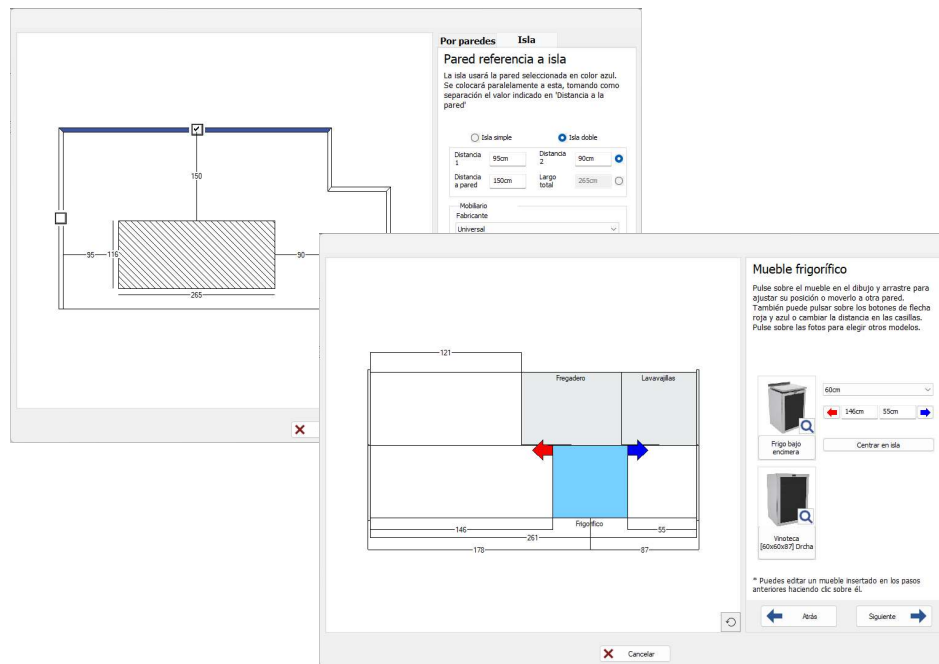 Por paredes Isla
Pared referencia a isla
La isla usará la pared seleccionada en color azul.
Se colocará paralelamente a esta, tomando como
separación el valor indicado en 'Distancia a la
pared'
Isla simple Isla doble
Distancia 1 95cm Distancia 2 90cm
Distancia a pared 150cm Largo total 265cm
Mobiliario
Fabricante
Universal
150
95 116 90
265
Mueble frigorífico
Pulse sobre el mueble en el dibujo y arrastre para
ajustar su posición o moverlo a otra pared.
También puede pulsar sobre los botones de flecha
roja y azul o cambiar la distancia en las casillas.
Pulse sobre las fotos para elegir otros modelos.
121
Fregadero Lavavajillas
Frigorífico
146 55
261
178 87
60cm
146cm 55cm
Frigo bajo
encimera
Centrar en isla
Vinoteca
[60x60x87] Drcha
* Puedes editar un mueble insertado en los pasos
anteriores haciendo clic sobre él.
Atrás Siguiente
Cancelar